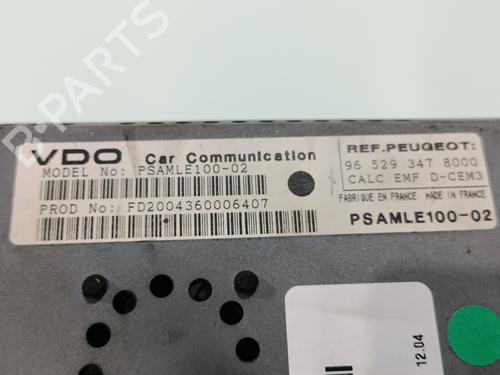 B-PARTS
VDO Car Communication
MODEL No: PSAMLE100-02
PROD No: FD2004360006407
REF.PEUGEOT:
96 529 347 8000
CALC EMF D-CEM3
FABRIQUE EN FRANCE MADE IN FRANCE
PSAMLE100-02
12.04